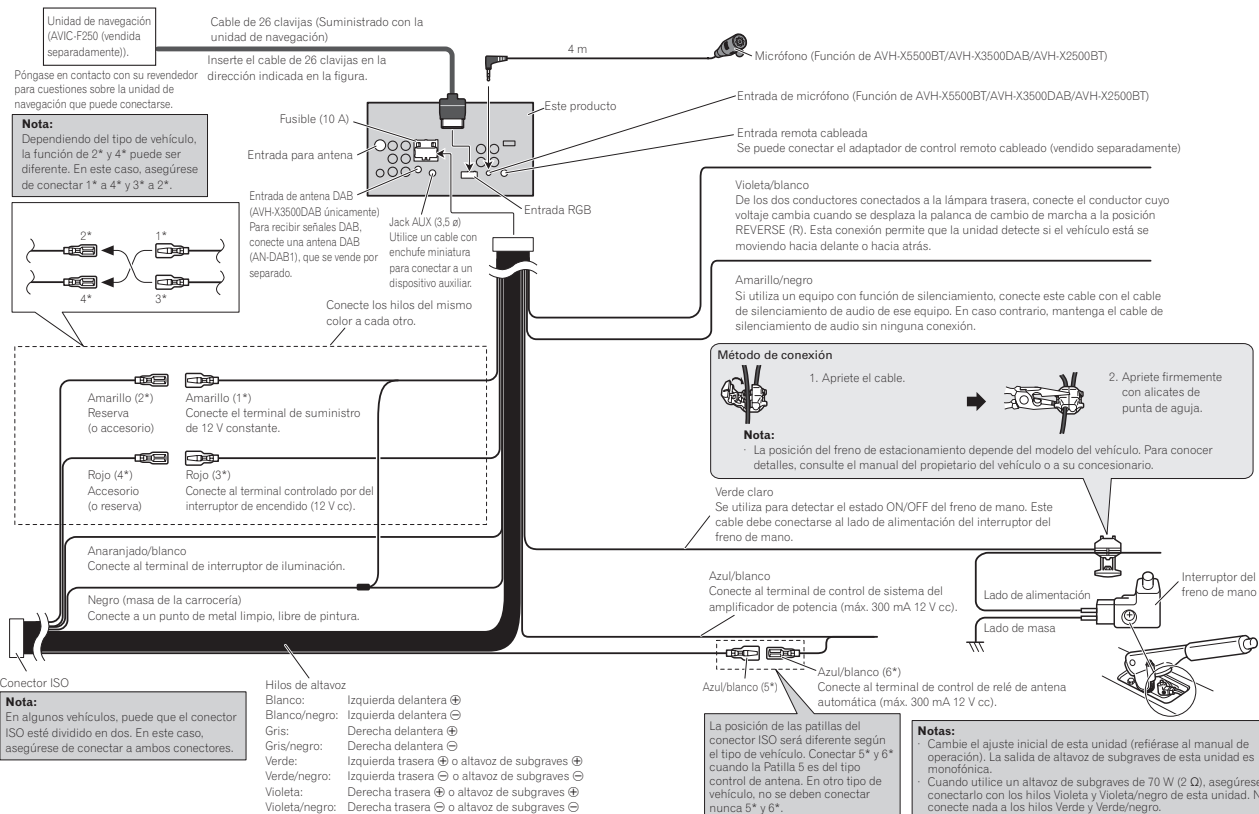 Unidad de navegación
(AVIC-F250 (vendida
separadamente)).
Cable de 26 clavijas (Suministrado con la
unidad de navegación)
Inserte el cable de 26 clavijas en la
dirección indicada en la figura.
Póngase en contacto con su revendedor
para cuestiones sobre la unidad de
navegación que puede conectarse.
Nota:
Dependiendo del tipo de vehículo,
la función de 2* y 4* puede ser
diferente. En este caso, asegúrese
de conectar 1* a 4* y 3* a 2*.
2*
1*
4*
3*
4 m
Micrófono (Función de AVH-X5500BT/AVH-X3500DAB/AVH-X2500BT)
Entrada de micrófono (Función de AVH-X5500BT/AVH-X3500DAB/AVH-X2500BT)
Este producto
Entrada remota cableada
Se puede conectar el adaptador de control remoto cableado (vendido separadamente)
Fusible (10 A)
Entrada para antena
Entrada de antena DAB
(AVH-X3500DAB únicamente)
Para recibir señales DAB,
conecte una antena DAB
(AN-DAB1), que se vende por
separado.
Jack AUX (3,5 ø)
Utilice un cable con
enchufe miniatura
para conectar a un
dispositivo auxiliar.
Entrada RGB
Violeta/blanco
De los dos conductores conectados a la lámpara trasera, conecte el conductor cuyo
voltaje cambia cuando se desplaza la palanca de cambio de marcha a la posición
REVERSE (R). Esta conexión permite que la unidad detecte si el vehículo está se
moviendo hacia delante o hacia atrás.
Amarillo/negro
Si utiliza un equipo con función de silenciamiento, conecte este cable con el cable
de silenciamiento de audio de ese equipo. En caso contrario, mantenga el cable de
silenciamiento de audio sin ninguna conexión.
Conecte los hilos del mismo
color a cada otro.
Amarillo (2*)
Reserva
(o accesorio)
Amarillo (1*)
Conecte el terminal de suministro
de 12 V constante.
Rojo (4*)
Accesorio
(o reserva)
Rojo (3*)
Conecte al terminal controlado por del
interruptor de encendido (12 V cc).
Anaranjado/blanco
Conecte al terminal de interruptor de iluminación.
Negro (masa de la carrocería)
Conecte a un punto de metal limpio, libre de pintura.
Método de conexión
1. Apriete el cable.
2. Apriete firmemente
con alicates de
punta de aguja.
Nota:
· La posición del freno de estacionamiento depende del modelo del vehículo. Para conocer
detalles, consulte el manual del propietario del vehículo o a su concesionario.
Verde claro
Se utiliza para detectar el estado ON/OFF del freno de mano. Este
cable debe conectarse al lado de alimentación del interruptor del
freno de mano.
Azul/blanco
Conecte al terminal de control de sistema del
amplificador de potencia (máx. 300 mA 12 V cc).
Lado de alimentación
Lado de masa
Interruptor del
freno de mano
Azul/blanco (5*)
Azul/blanco (6*)
Conecte al terminal de control de relé de antena
automática (máx. 300 mA 12 V cc).
Conector ISO
Nota:
En algunos vehículos, puede que el conector
ISO esté dividido en dos. En este caso,
asegúrese de conectar a ambos conectores.
Hilos de altavoz
Blanco: Izquierda delantera ⊕
Blanco/negro: Izquierda delantera ⊖
Gris: Derecha delantera ⊕
Gris/negro: Derecha delantera ⊖
Verde: Izquierda trasera ⊕ o altavoz de subgraves ⊕
Verde/negro: Izquierda trasera ⊖ o altavoz de subgraves ⊖
Violeta: Derecha trasera ⊕ o altavoz de subgraves ⊕
Violeta/negro: Derecha trasera ⊖ o altavoz de subgraves ⊖
La posición de las patillas del
conector ISO será diferente según
el tipo de vehículo. Conectar 5* y 6*
cuando la Patilla 5 es del tipo
control de antena. En otro tipo de
vehículo, no se deben conectar
nunca 5* y 6*.
Notas:
· Cambie el ajuste inicial de esta unidad (refiérase al manual de
operación). La salida de altavoz de subgraves de esta unidad es
monofónica.
· Cuando utilice un altavoz de subgraves de 70 W (2 Ω), asegúrese
conectarlo con los hilos Violeta y Violeta/negro de esta unidad. N
conecte nada a los hilos Verde y Verde/negro.